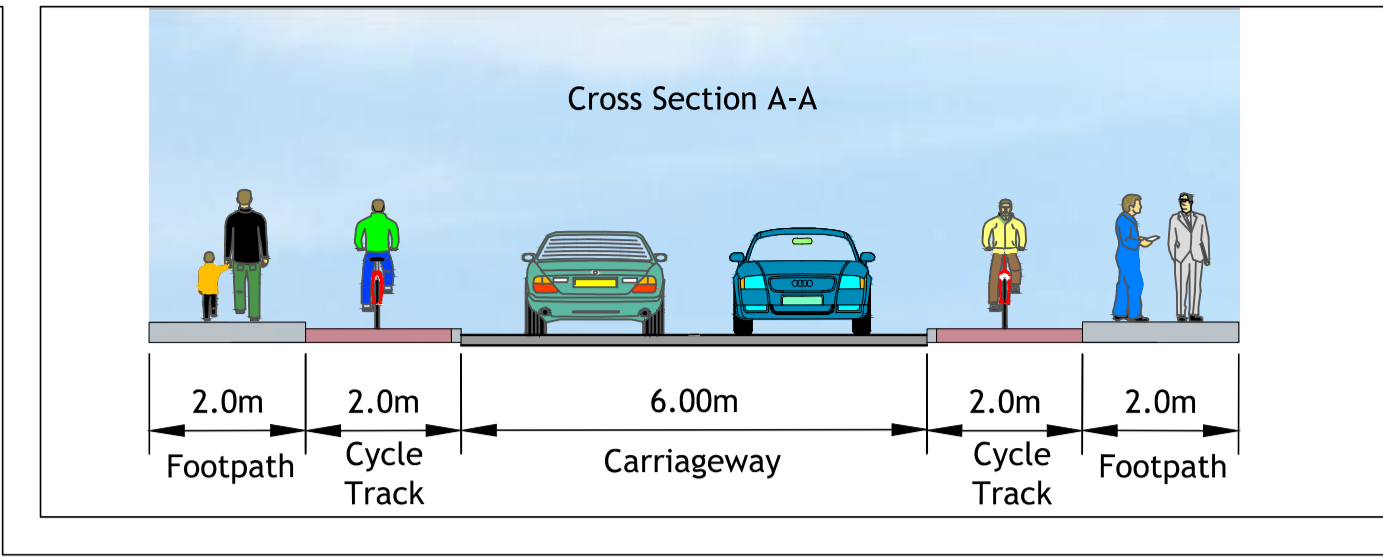 Cross Section A-A
2.0m 2.0m 6.00m 2.0m 2.0m
Footpath Cycle Track Carriageway Cycle Track Footpath